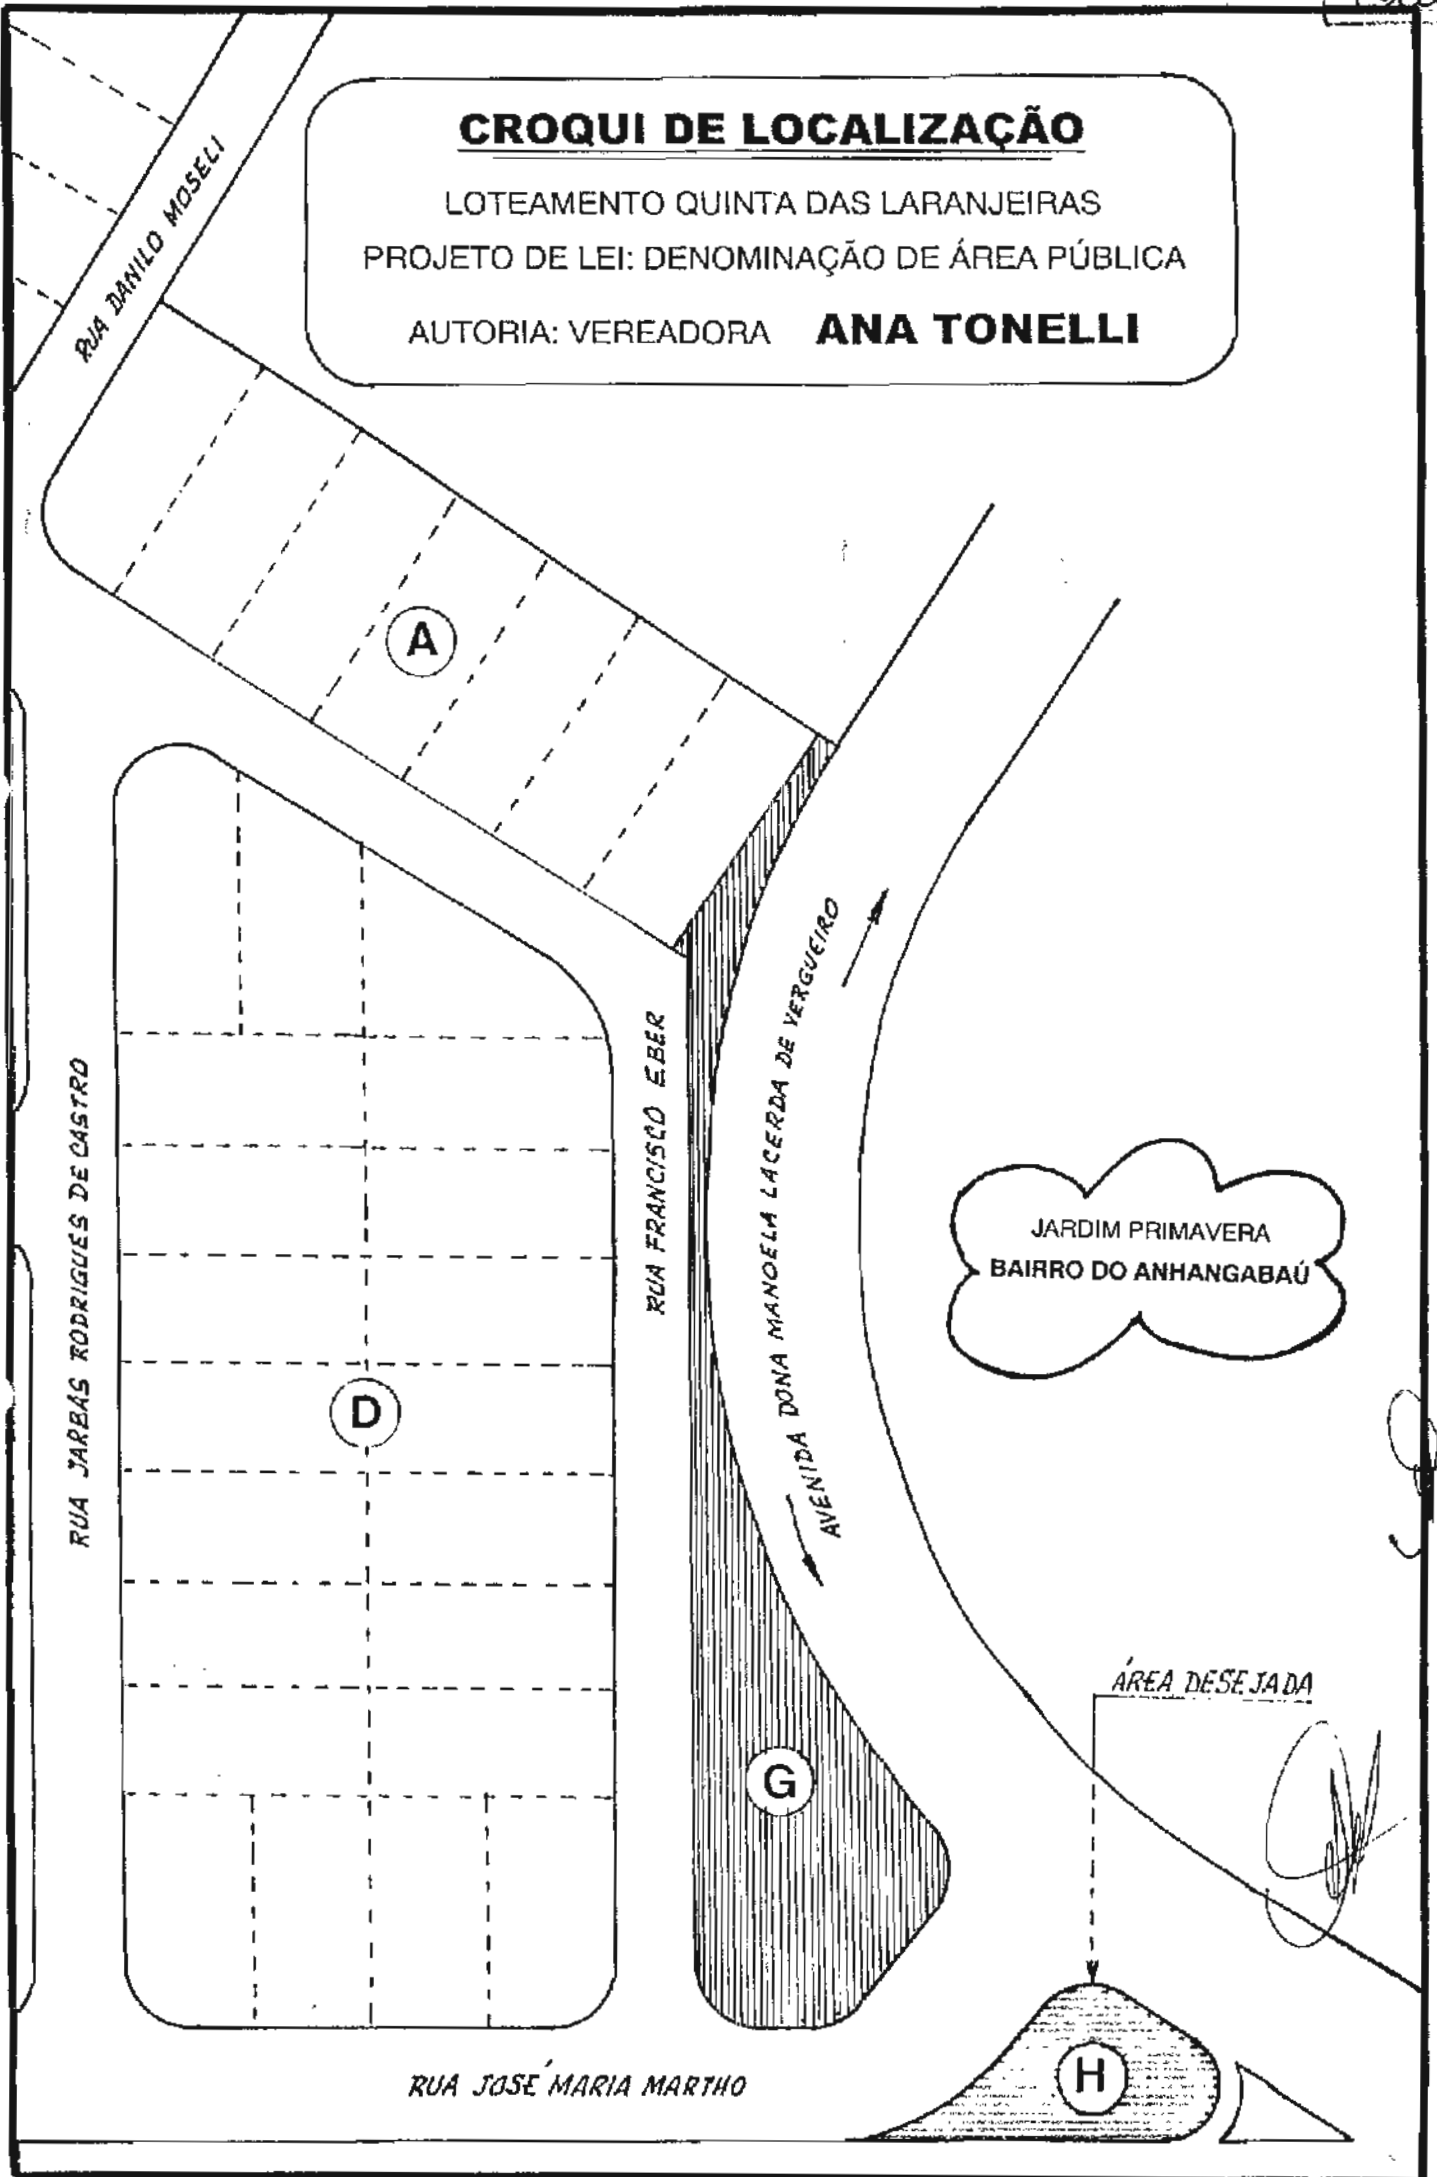 CROQUI DE LOCALIZAÇÃO
LOTEAMENTO QUINTA DAS LARANJEIRAS
PROJETO DE LEI: DENOMINAÇÃO DE ÁREA PÚBLICA
AUTORIA: VEREADORA ANA TONELLI
RUA DANILO MOSELI
A
RUA JARBAS RODRIGUES DE CASTRO
D
RUA FRANCISCO EBER
AVENIDA DONA MANOELA LACERDA DE VERGUEIRO
JARDIM PRIMAVERA
BAIRRO DO ANHANGABAÚ
ÁREA DESEJADA
G
H
RUA JOSÉ MARIA MARTHO